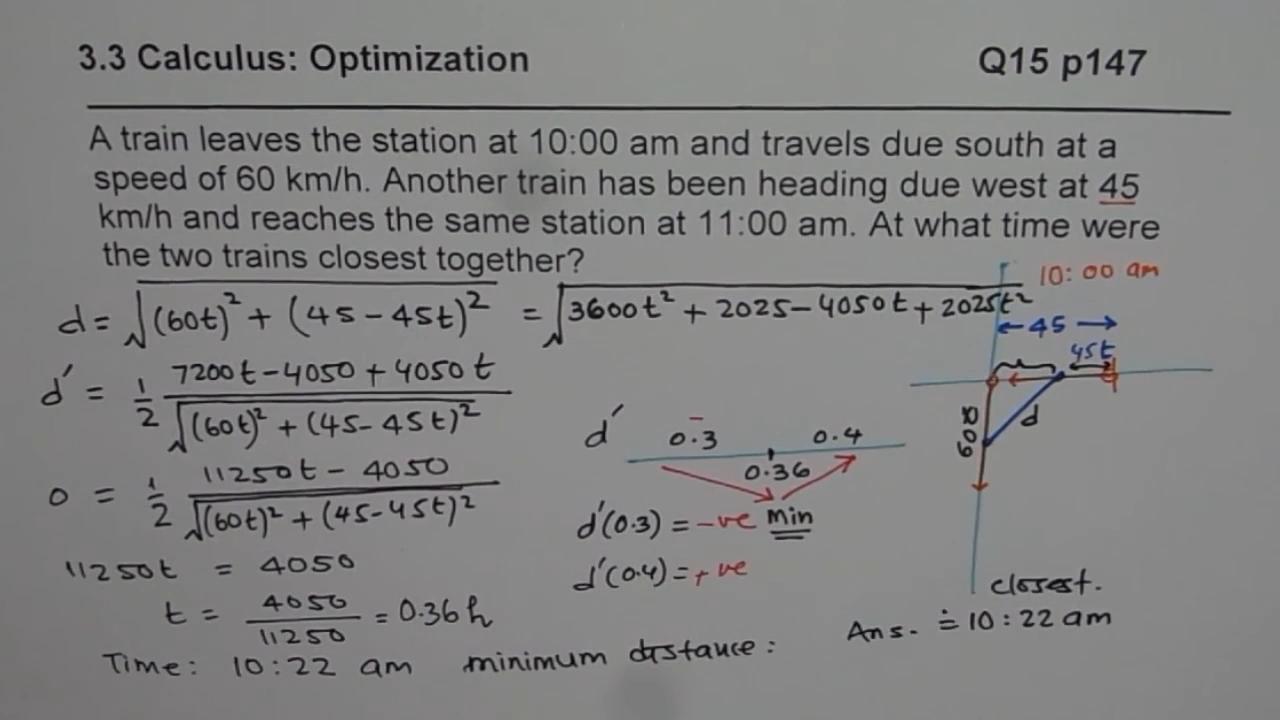 3.3 Calculus: Optimization Q15 p147
A train leaves the station at 10:00 am and travels due south at a
speed of 60 km/h. Another train has been heading due west at 45
km/h and reaches the same station at 11:00 am. At what time were
the two trains closest together?
10:00 am
d = √((60t)² + (45-45t)²) = √(3600t² + 2025-4050t + 2025t²)
45
45t
d' = 1/2 (7200t-4050+4050t)/√((60t)² + (45-45t)²)
d
d' 0.3 - 0.4
0.36
0 = 1/2 (11250t - 4050)/√((60t)² + (45-45t)²)
d'(0.3) = -ve Min
d'(0.4) = +ve
11250t = 4050
t = 4050/11250 = 0.36 h
closest.
Ans. ≐ 10:22 am
Time: 10:22 am minimum distance: